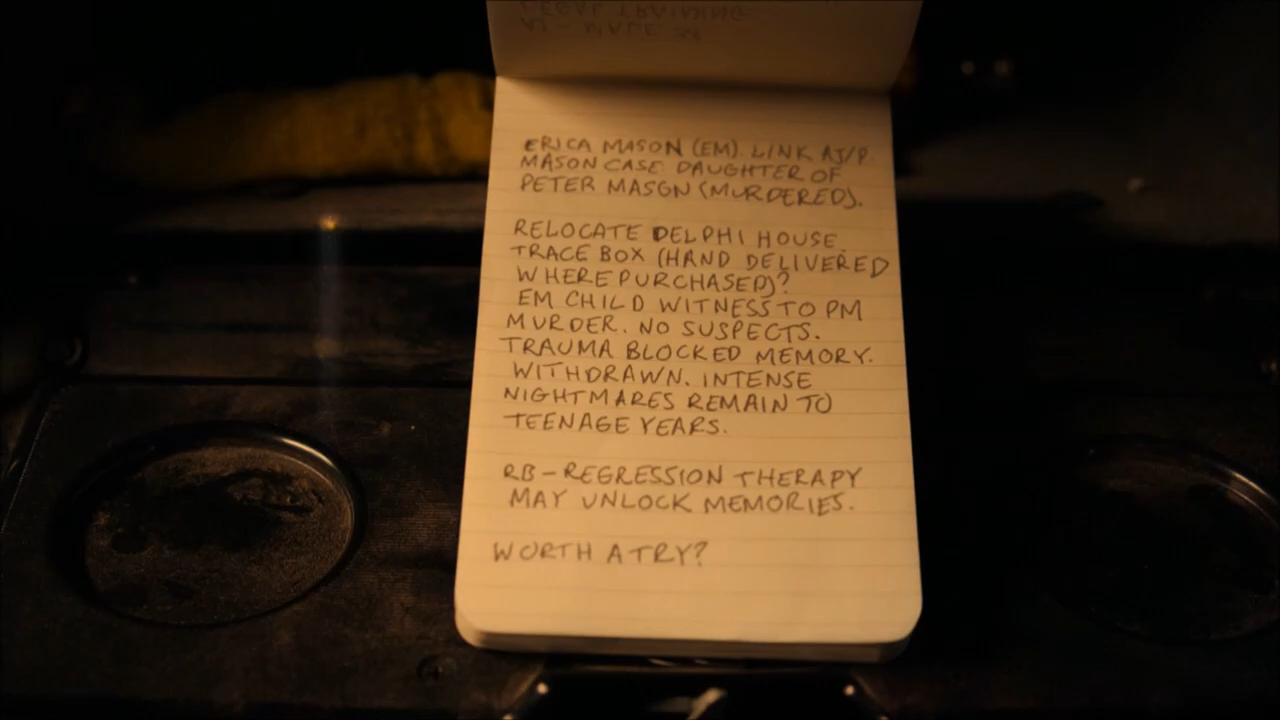 ERICA MASON (EM). LINK AJ/P.
MASON CASE DAUGHTER OF
PETER MASON (MURDERED).
RELOCATE DELPHI HOUSE.
TRACE BOX (HAND DELIVERED
WHERE PURCHASED)?
EM CHILD WITNESS TO PM
MURDER. NO SUSPECTS.
TRAUMA BLOCKED MEMORY.
WITHDRAWN. INTENSE
NIGHTMARES REMAIN TO
TEENAGE YEARS.
RB-REGRESSION THERAPY
MAY UNLOCK MEMORIES.
WORTH A TRY?